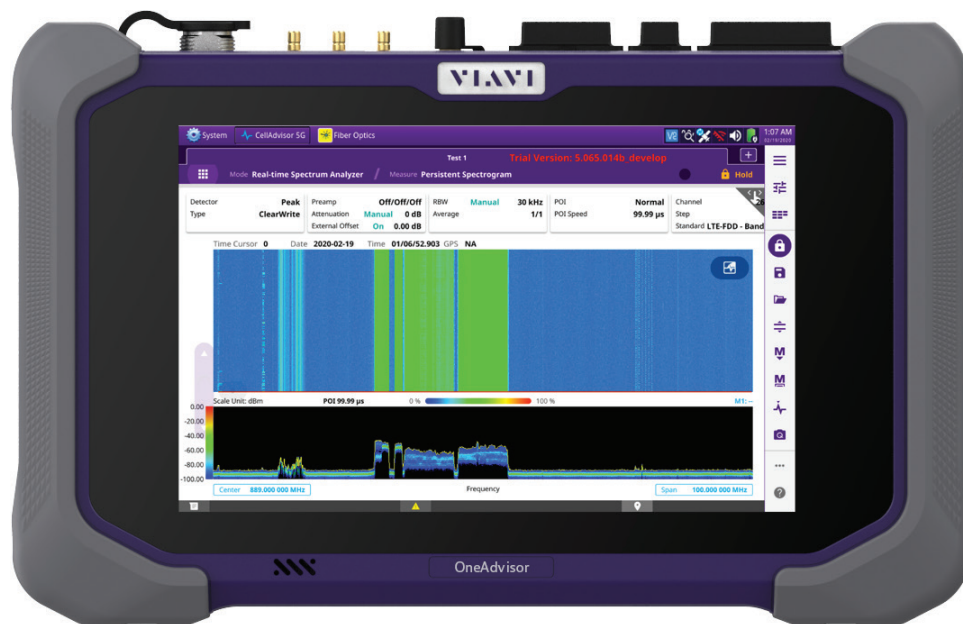 VIAVI
System CellAdvisor 5G Fiber Optics VE 1:07 AM
02/19/2020
Test 1 Trial Version: 5.065.014b_develop +
Mode Real-time Spectrum Analyzer / Measure Persistent Spectrogram Hold
Detector Peak Preamp Off/Off/Off RBW Manual 30 kHz POI Normal Channel 26
Type ClearWrite Attenuation Manual 0 dB Average 1/1 POI Speed 99.99 µs Step
External Offset On 0.00 dB Standard LTE-FDD - Band
Time Cursor 0 Date 2020-02-19 Time 01/06/52.903 GPS NA
Scale Unit: dBm POI 99.99 µs 0 % 100 % M1: --
0.00
-20.00
-40.00
-60.00
-80.00
-100.00
Center 889.000 000 MHz Frequency Span 100.000 000 MHz
M
M
?
OneAdvisor